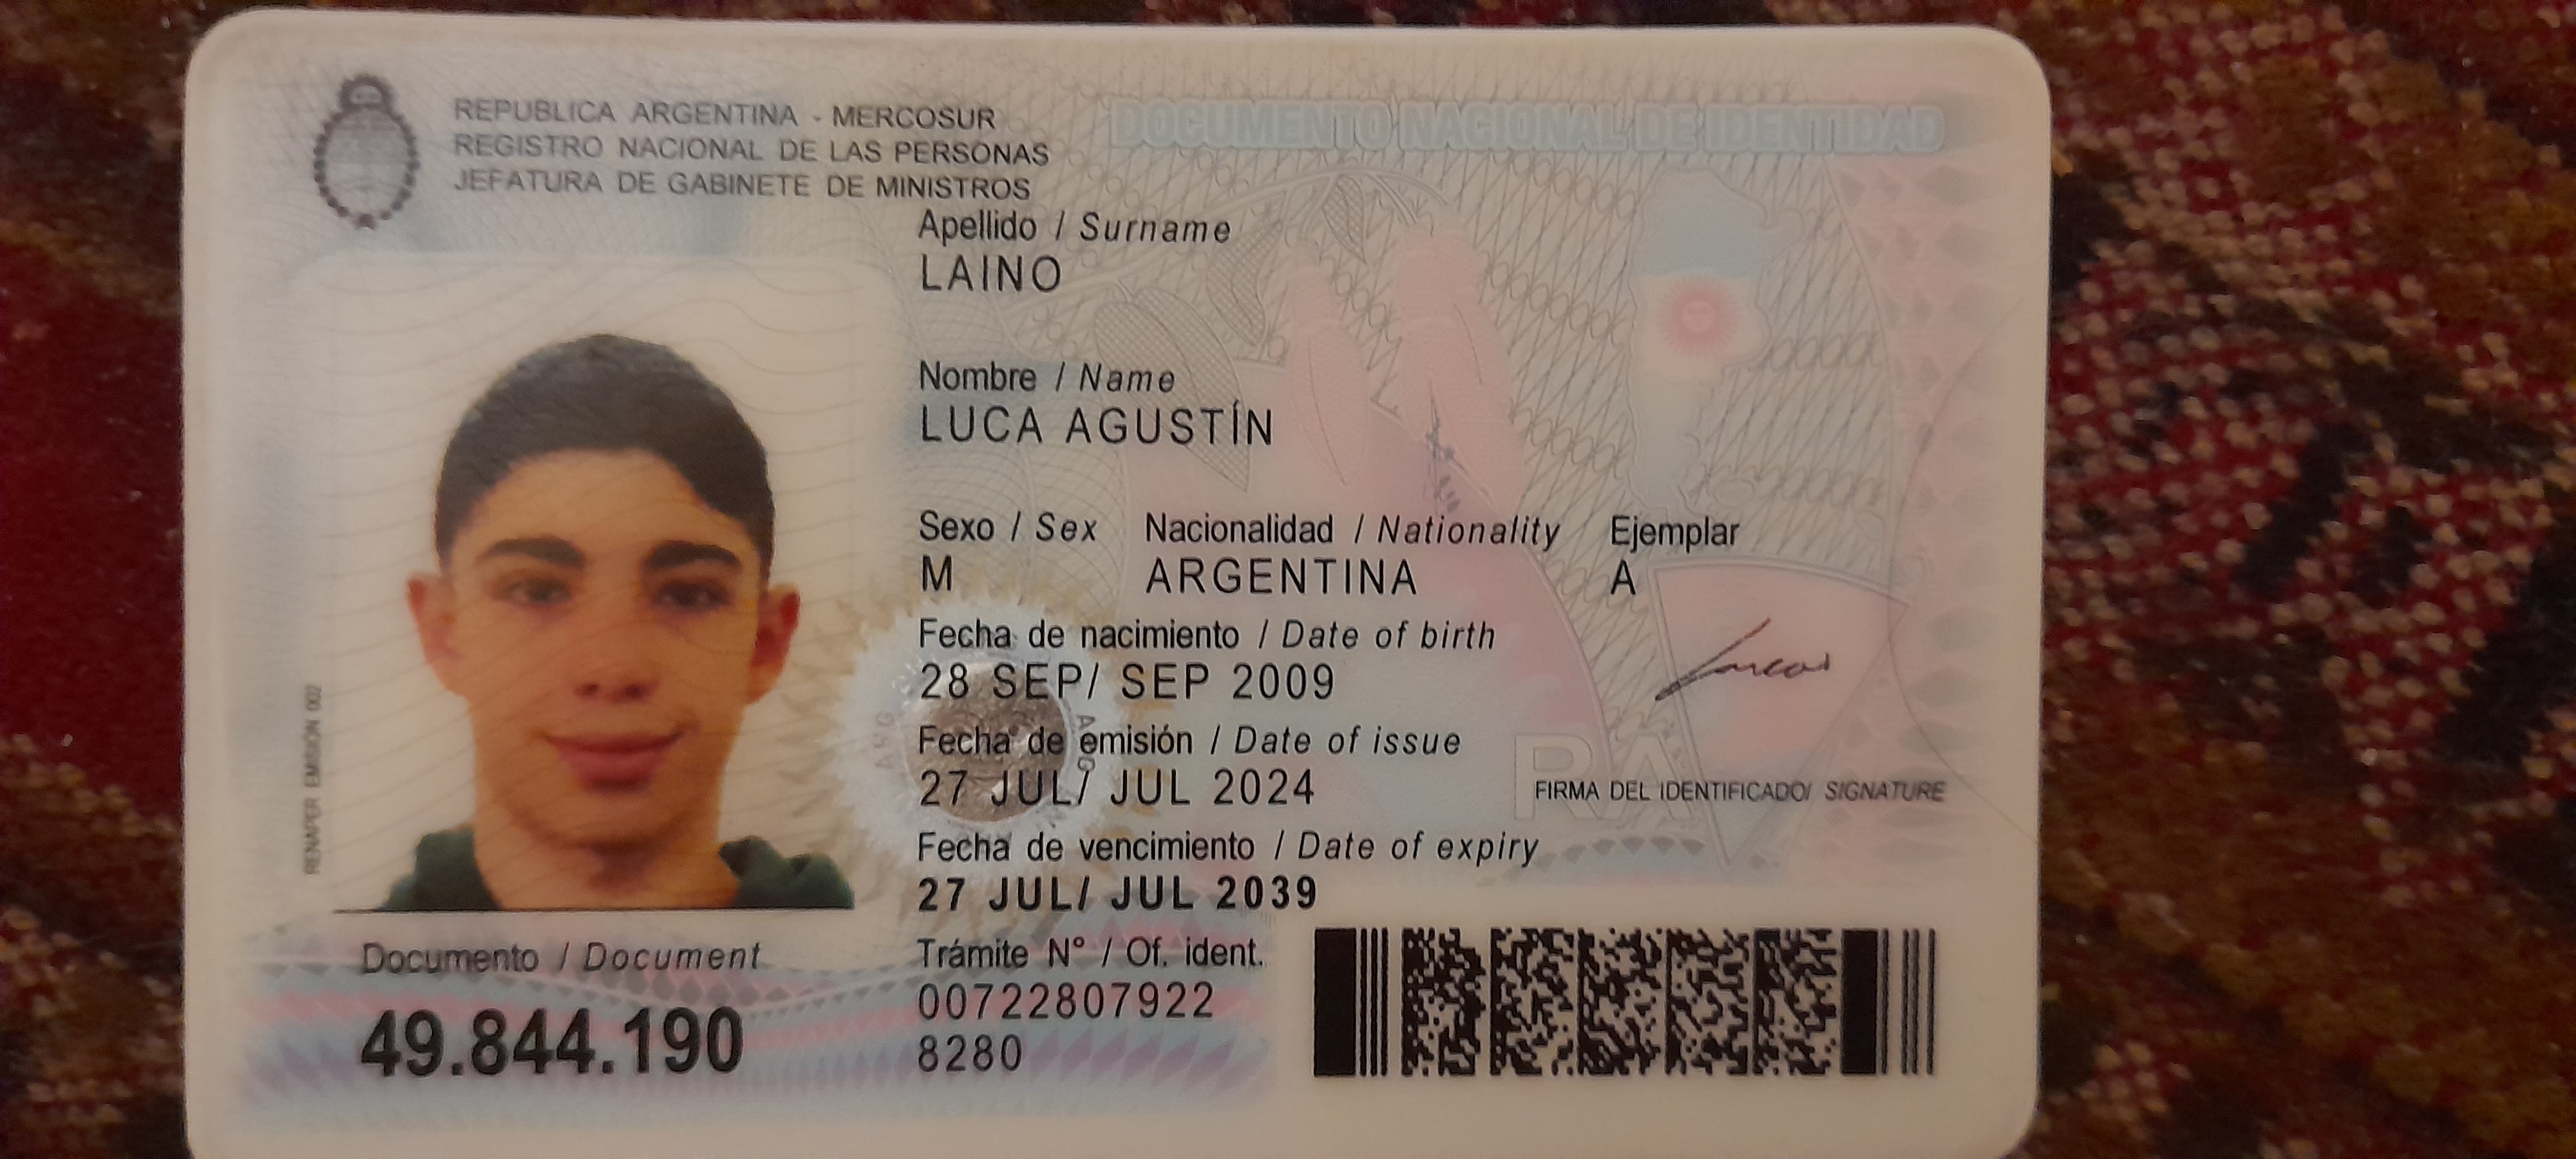 REPUBLICA ARGENTINA - MERCOSUR
REGISTRO NACIONAL DE LAS PERSONAS
JEFATURA DE GABINETE DE MINISTROS
DOCUMENTO NACIONAL DE IDENTIDAD
Apellido / Surname
LAINO
Nombre / Name
LUCA AGUSTÍN
Sexo / Sex Nacionalidad / Nationality Ejemplar
M ARGENTINA A
Fecha de nacimiento / Date of birth
28 SEP/ SEP 2009
Fecha de emisión / Date of issue
27 JUL/ JUL 2024
FIRMA DEL IDENTIFICADO/ SIGNATURE
Fecha de vencimiento / Date of expiry
27 JUL/ JUL 2039
RENAPER EMISIÓN 002
Documento / Document
49.844.190
Trámite Nº / Of. ident.
00722807922
8280
RA